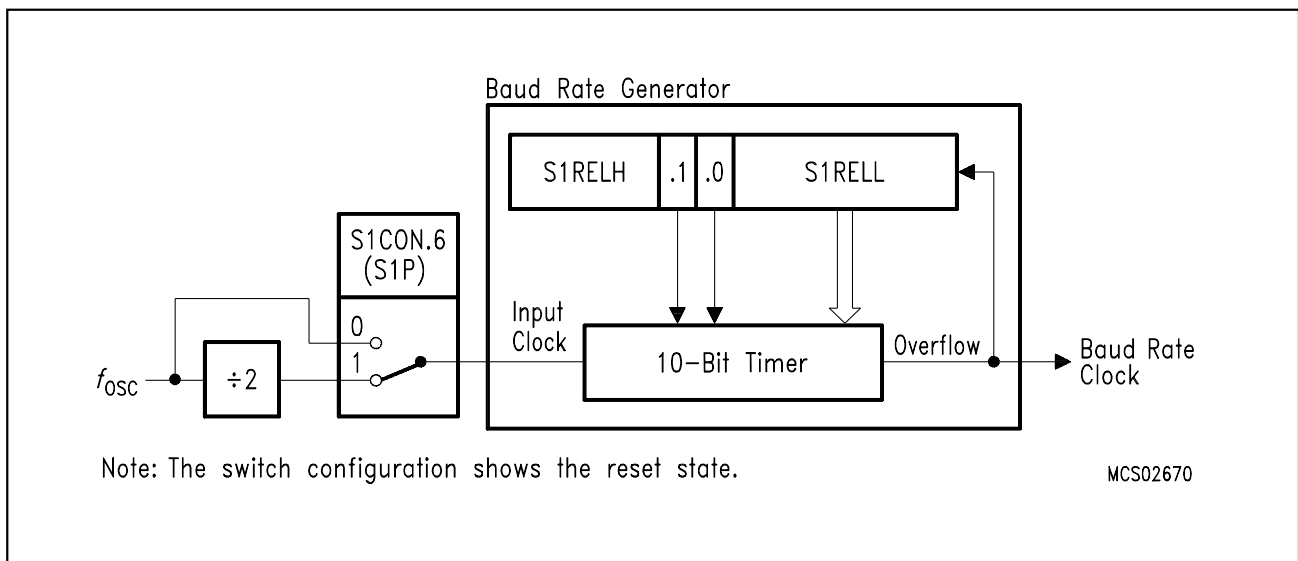 Baud Rate Generator
S1RELH .1 .0 S1RELL
S1CON.6
(S1P)
0
1
Input
Clock
10-Bit Timer
Overflow
Baud Rate
Clock
fOSC
÷2
Note: The switch configuration shows the reset state.
MCS02670